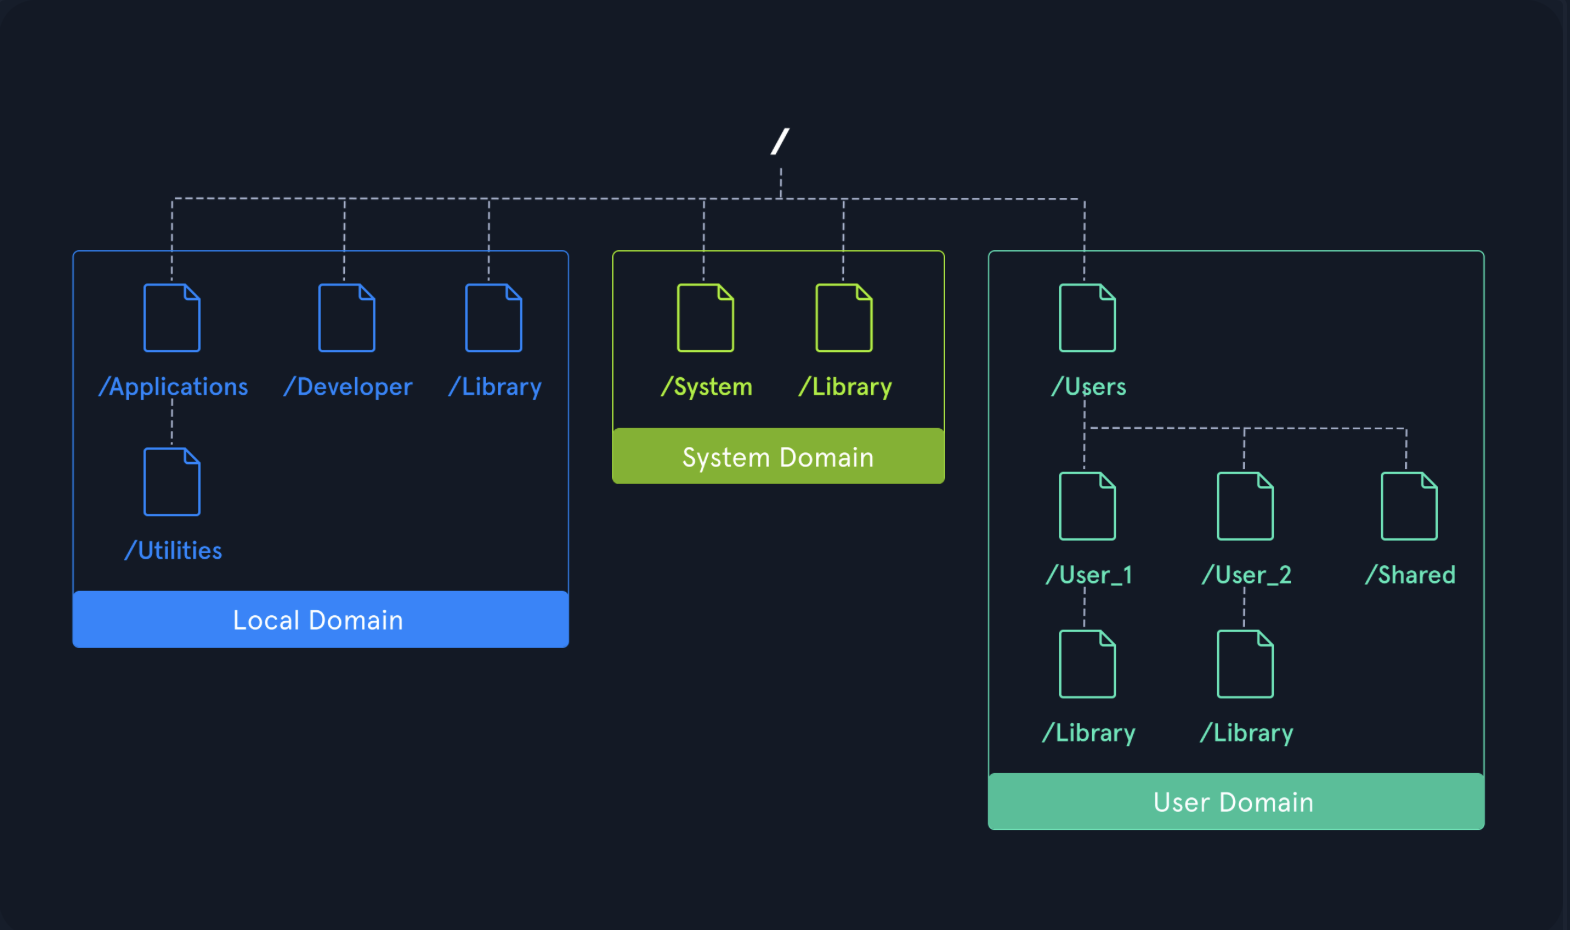 /
/Applications
/Developer
/Library
/Utilities
Local Domain
/System
/Library
System Domain
/Users
/User_1
/User_2
/Shared
/Library
/Library
User Domain